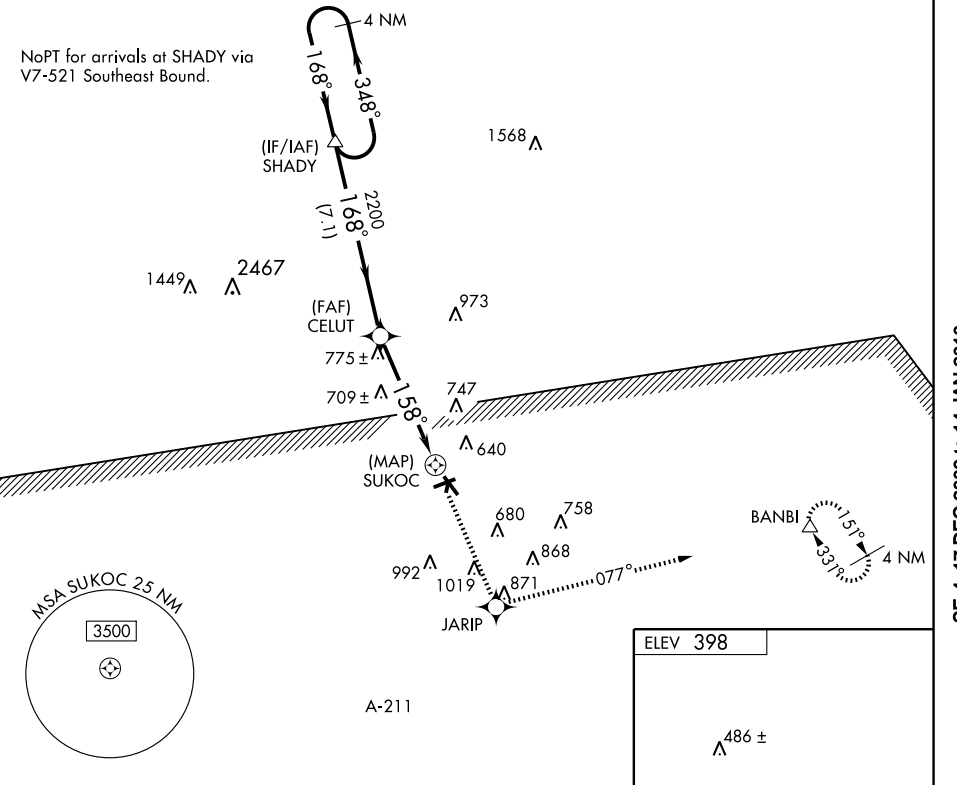 4 NM
NoPT for arrivals at SHADY via
V7-521 Southeast Bound.
168°
348°
(IF/IAF)
SHADY
1568
2200
168°
(7.1)
1449
2467
(FAF)
CELUT
973
775 ±
709 ±
158°
747
640
(MAP)
SUKOC
680
758
BANBI
151°
331°
4 NM
992
1019
868
871
077°
JARIP
MSA SUKOC 25 NM
3500
ELEV 398
A-211
486 ±